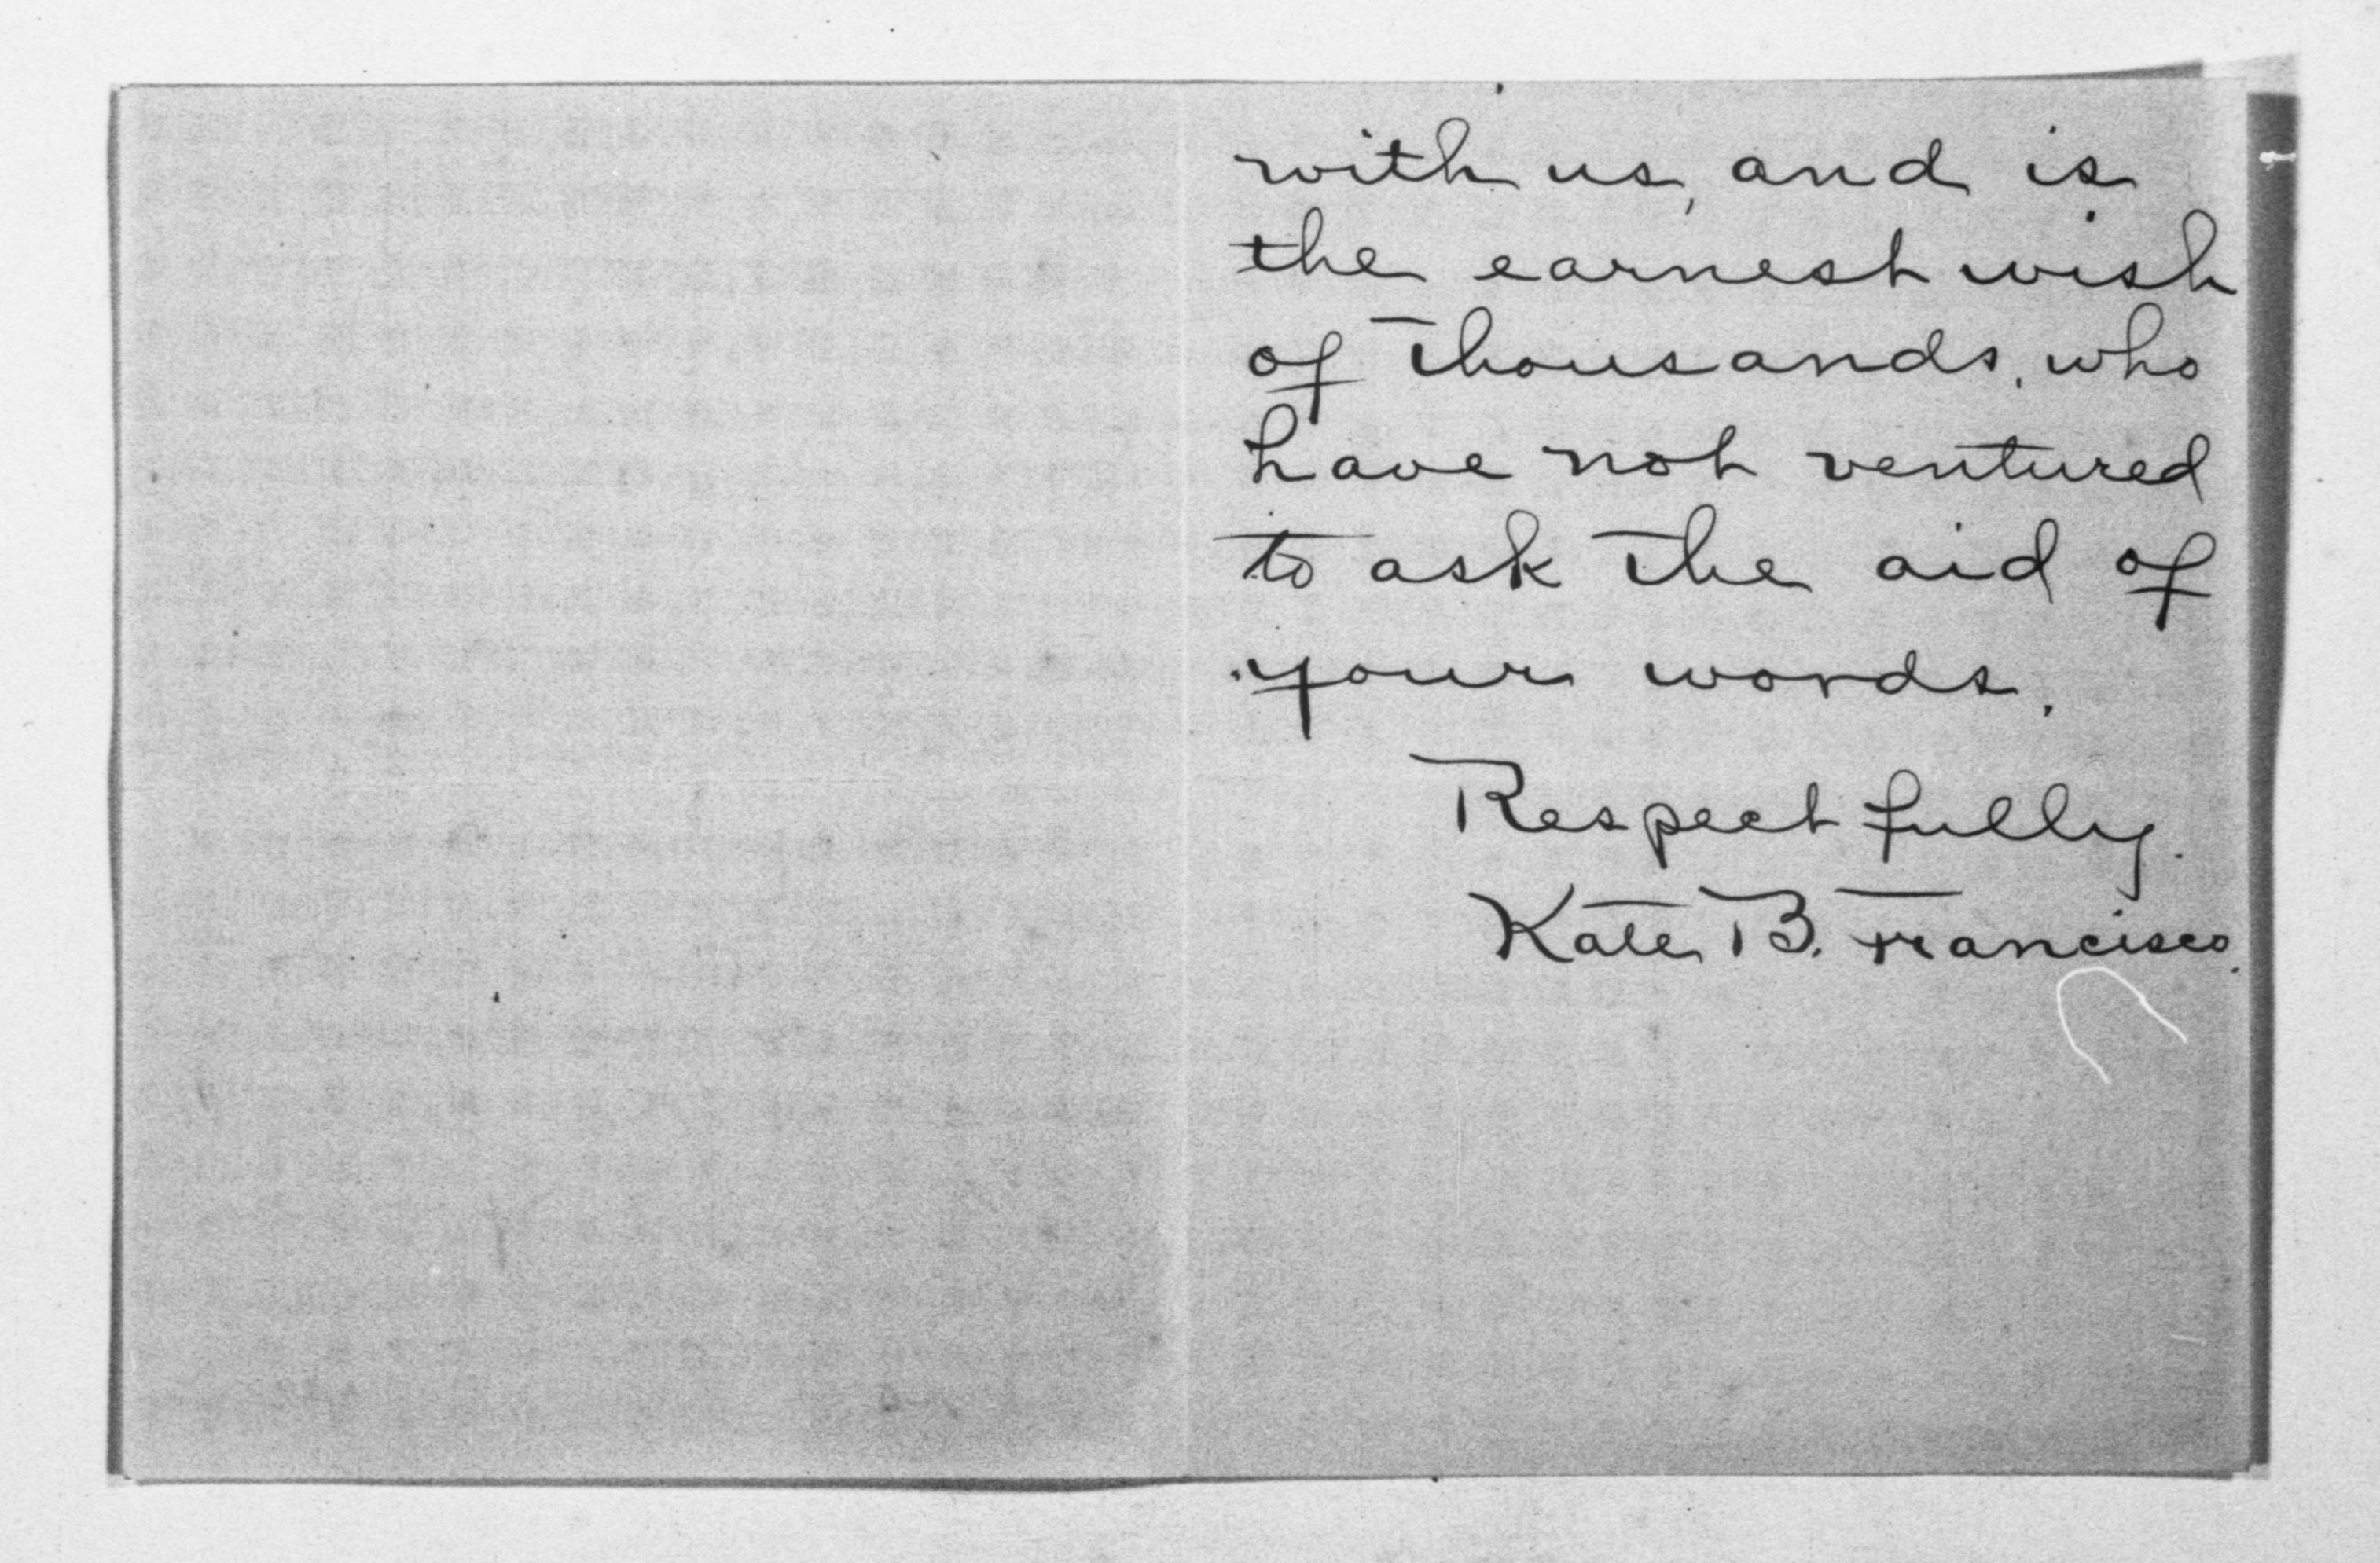 with us, and is
the earnest wish
of thousands, who
have not ventured
to ask the aid of
your words.
Respectfully.
Kate B. Francisco.